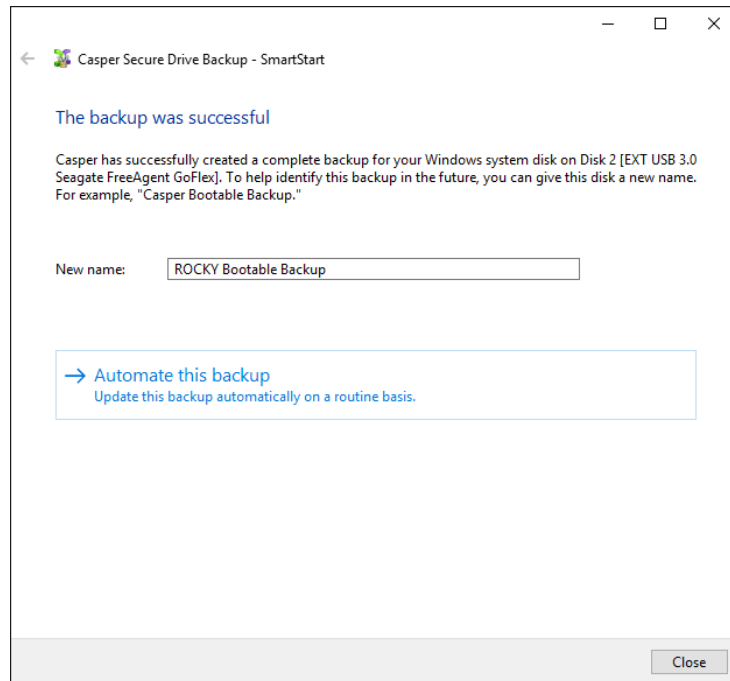 Casper Secure Drive Backup - SmartStart
The backup was successful
Casper has successfully created a complete backup for your Windows system disk on Disk 2 [EXT USB 3.0
Seagate FreeAgent GoFlex]. To help identify this backup in the future, you can give this disk a new name.
For example, "Casper Bootable Backup."
New name: ROCKY Bootable Backup
Automate this backup
Update this backup automatically on a routine basis.
Close